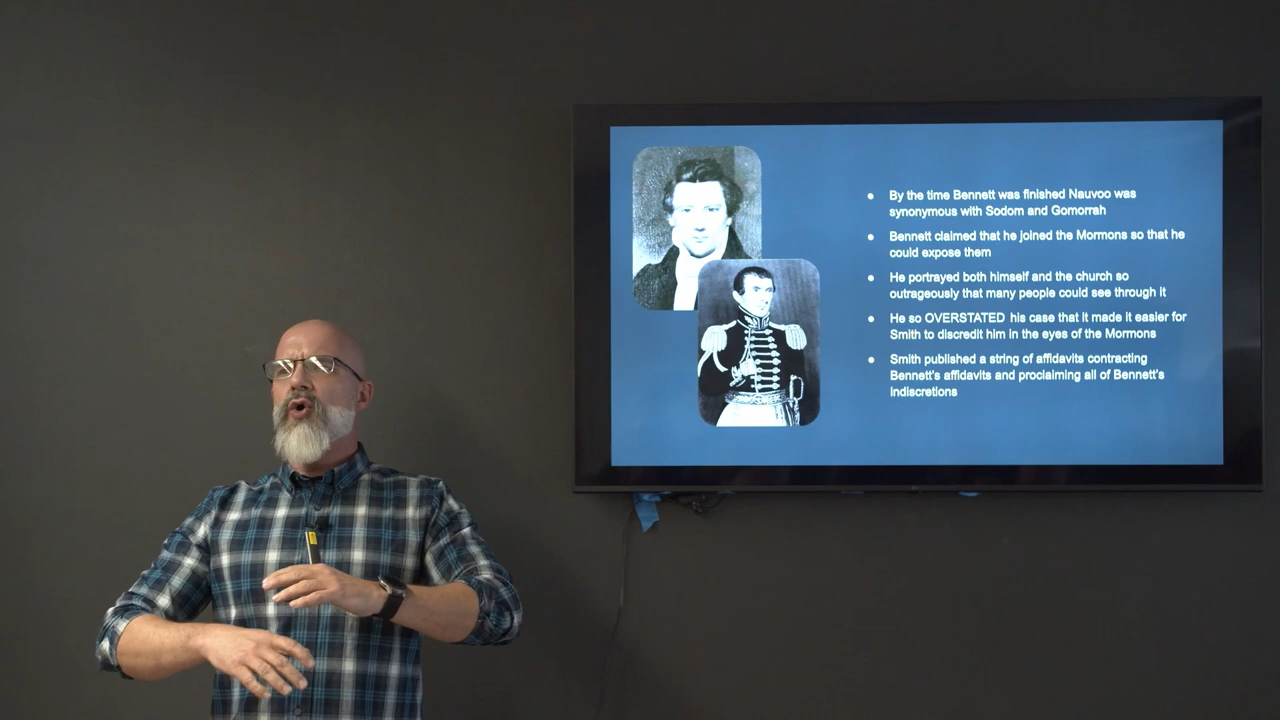 ● By the time Bennett was finished Nauvoo was
synonymous with Sodom and Gomorrah
● Bennett claimed that he joined the Mormons so that he
could expose them
● He portrayed both himself and the church so
outrageously that many people could see through it
● He so OVERSTATED his case that it made it easier for
Smith to discredit him in the eyes of the Mormons
● Smith published a string of affidavits contracting
Bennett's affidavits and proclaiming all of Bennett's
indiscretions